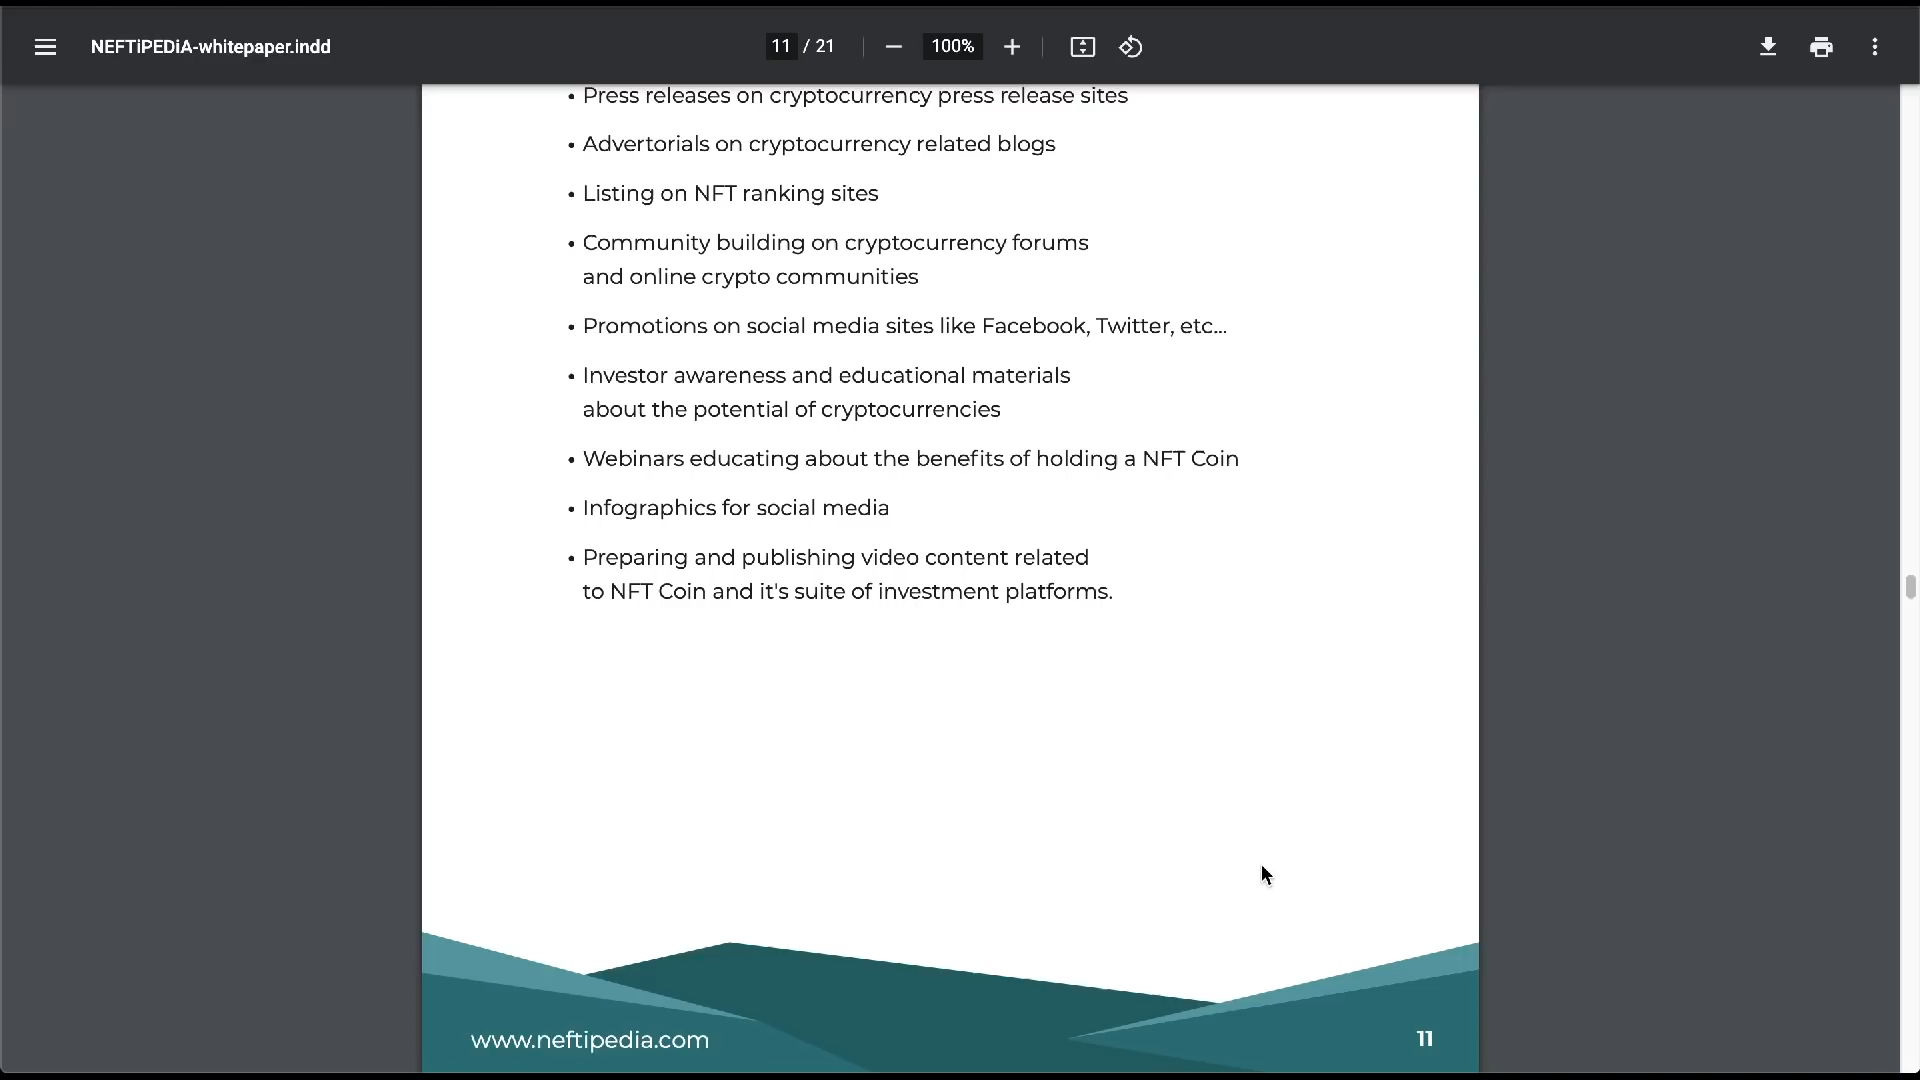 NEFTiPEDiA-whitepaper.indd
11 / 21
100%
• Press releases on cryptocurrency press release sites
• Advertorials on cryptocurrency related blogs
• Listing on NFT ranking sites
• Community building on cryptocurrency forums
and online crypto communities
• Promotions on social media sites like Facebook, Twitter, etc...
• Investor awareness and educational materials
about the potential of cryptocurrencies
• Webinars educating about the benefits of holding a NFT Coin
• Infographics for social media
• Preparing and publishing video content related
to NFT Coin and it's suite of investment platforms.
www.neftipedia.com
11